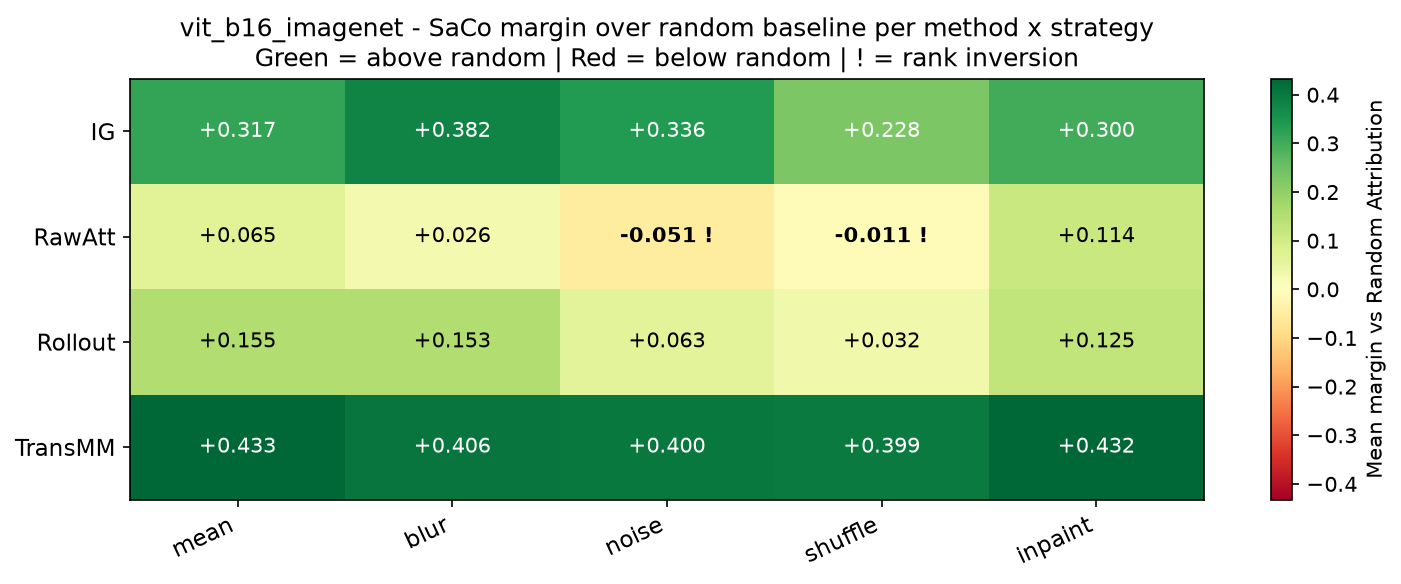 vit_b16_imagenet - SaCo margin over random baseline per method x strategy
Green = above random | Red = below random | ! = rank inversion
IG +0.317 +0.382 +0.336 +0.228 +0.300
RawAtt +0.065 +0.026 -0.051 ! -0.011 ! +0.114
Rollout +0.155 +0.153 +0.063 +0.032 +0.125
TransMM +0.433 +0.406 +0.400 +0.399 +0.432
mean blur noise shuffle inpaint
0.4
0.3
0.2
0.1
0.0
−0.1
−0.2
−0.3
−0.4
Mean margin vs Random Attribution